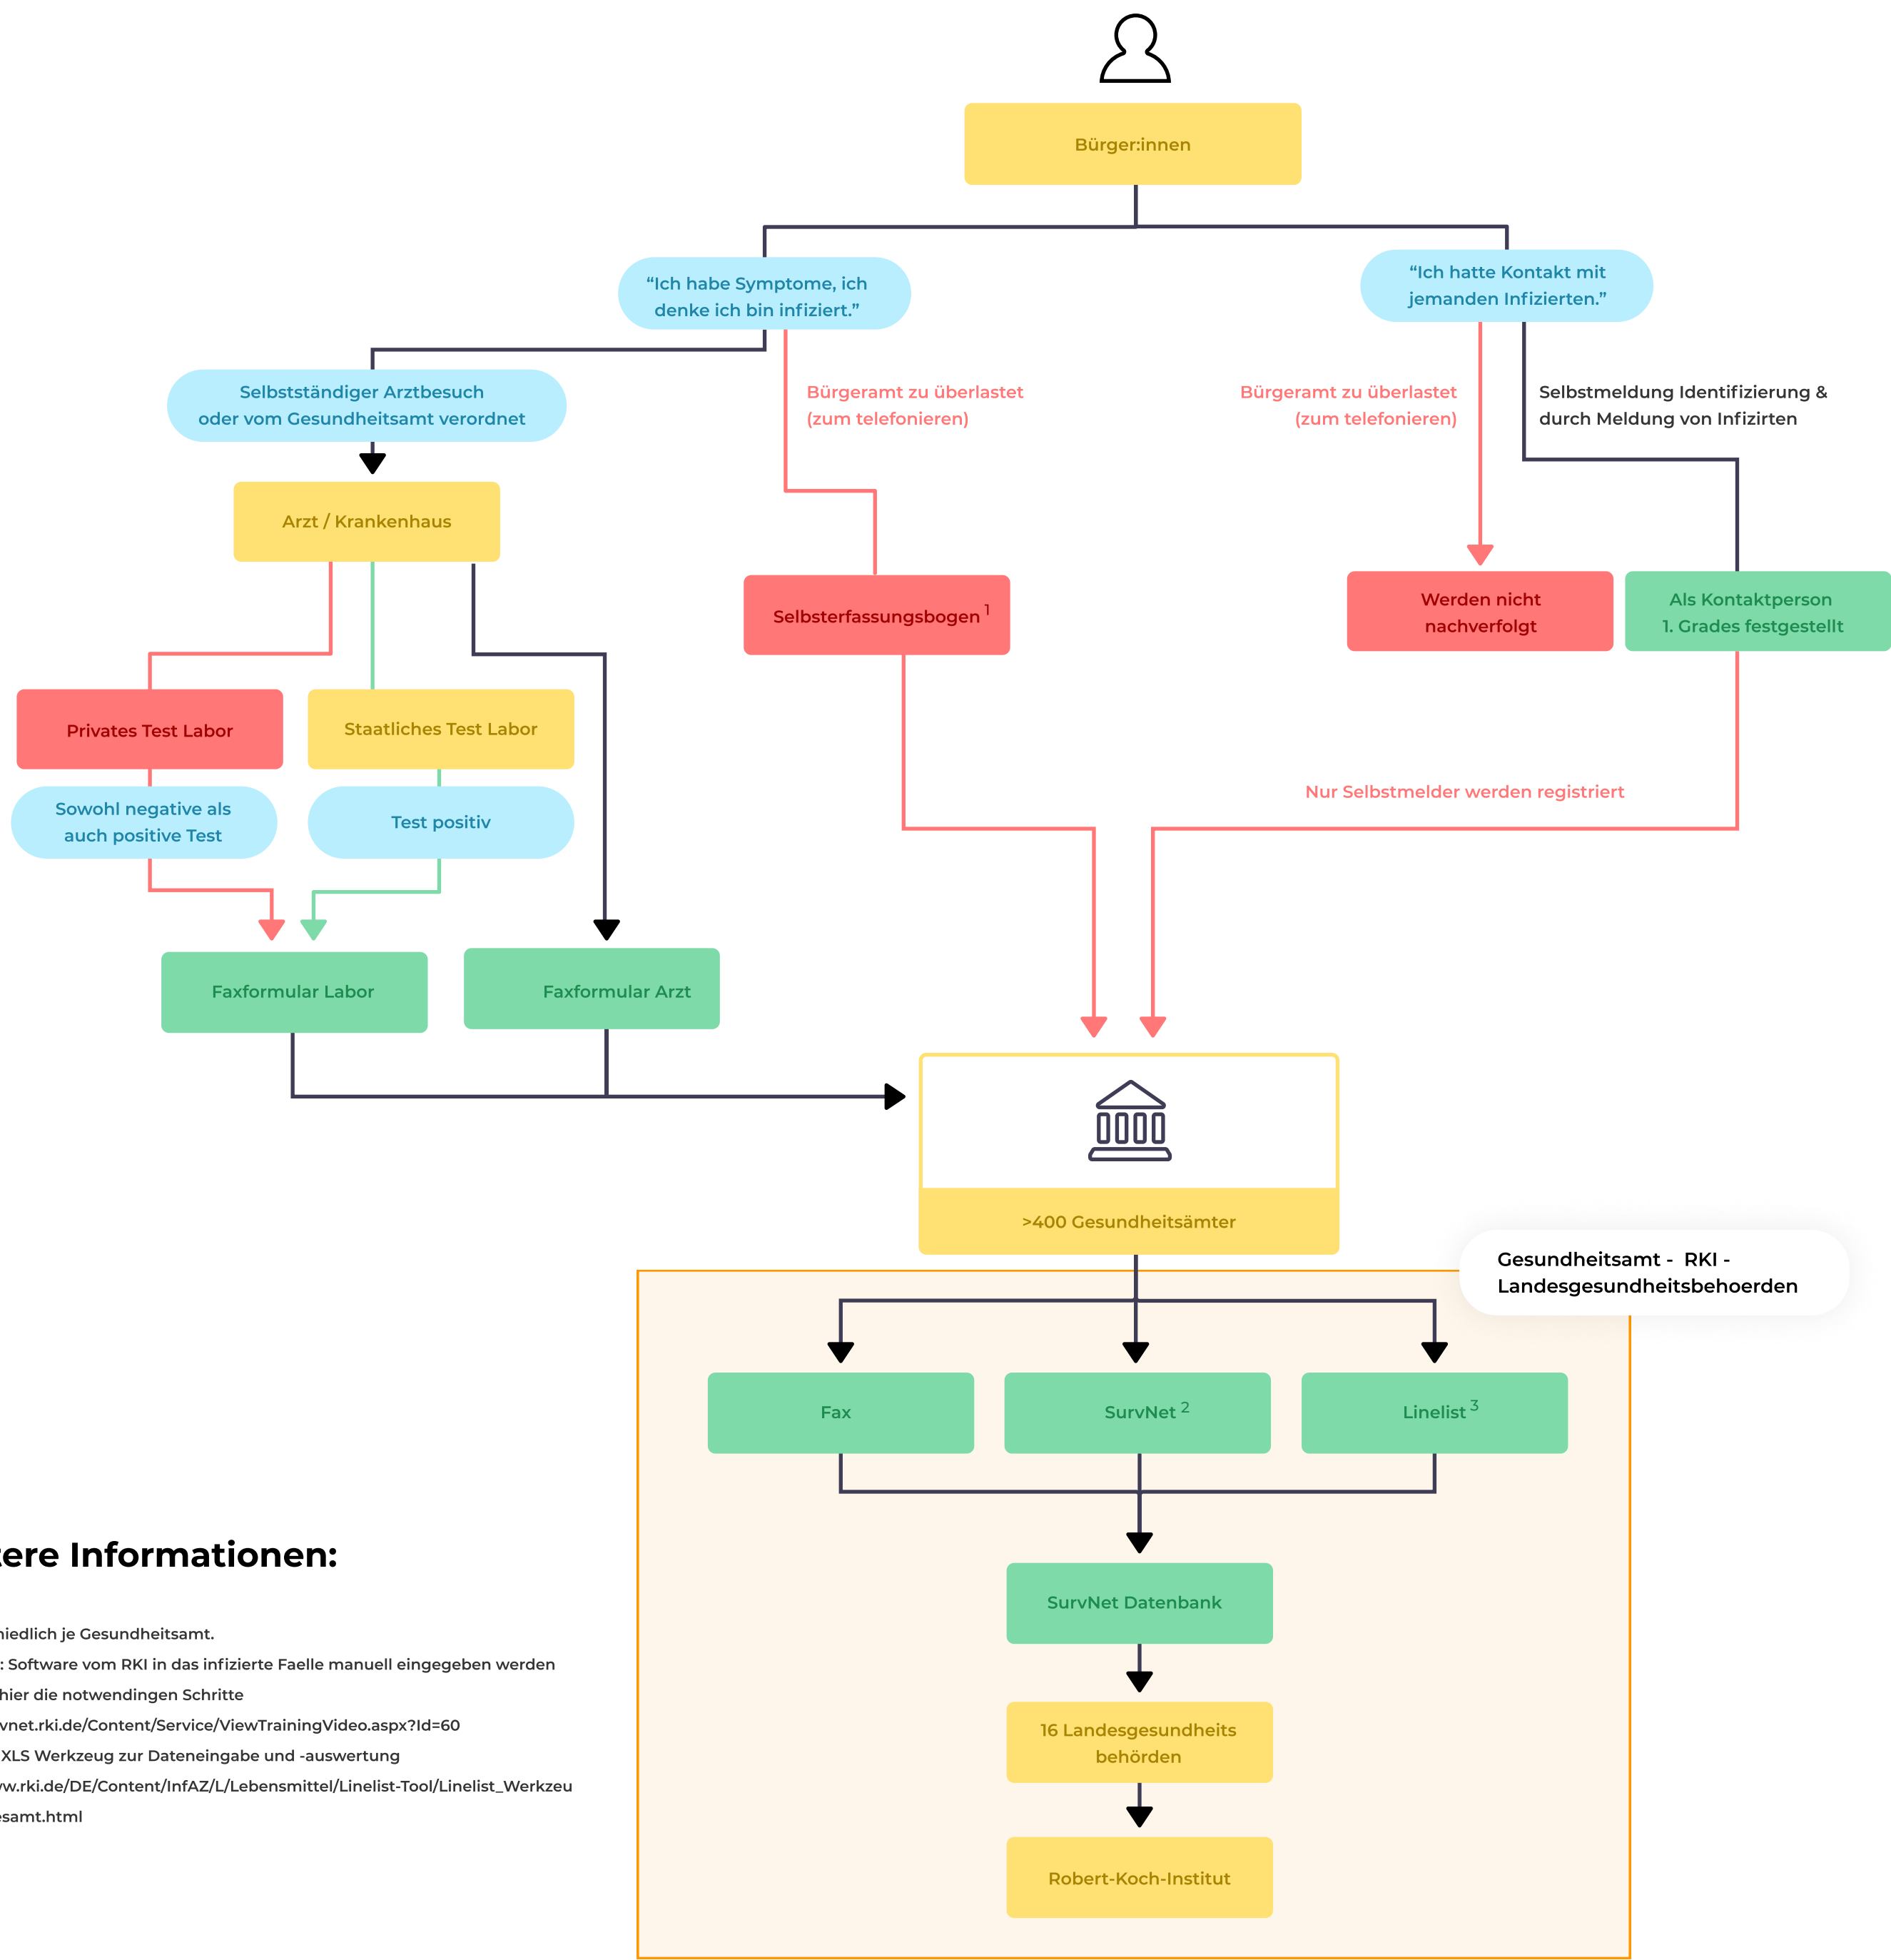 Bürger:innen
“Ich habe Symptome, ich
denke ich bin infiziert.”
“Ich hatte Kontakt mit
jemanden Infizierten.”
Selbstständiger Arztbesuch
oder vom Gesundheitsamt verordnet
Bürgeramt zu überlastet
(zum telefonieren)
Bürgeramt zu überlastet
(zum telefonieren)
Selbstmeldung Identifizierung &
durch Meldung von Infizirten
Arzt / Krankenhaus
Selbsterfassungsbogen 1
Werden nicht
nachverfolgt
Als Kontaktperson
1. Grades festgestellt
Privates Test Labor
Staatliches Test Labor
Sowohl negative als
auch positive Test
Test positiv
Nur Selbstmelder werden registriert
Faxformular Labor
Faxformular Arzt
>400 Gesundheitsämter
Gesundheitsamt - RKI -
Landesgesundheitsbehoerden
Fax
SurvNet 2
Linelist 3
SurvNet Datenbank
16 Landesgesundheits
behörden
Robert-Koch-Institut
tere Informationen:
hiedlich je Gesundheitsamt.
: Software vom RKI in das infizierte Faelle manuell eingegeben werden
hier die notwendingen Schritte
vnet.rki.de/Content/Service/ViewTrainingVideo.aspx?Id=60
XLS Werkzeug zur Dateneingabe und -auswertung
w.rki.de/DE/Content/InfAZ/L/Lebensmittel/Linelist-Tool/Linelist_Werkzeu
esamt.html